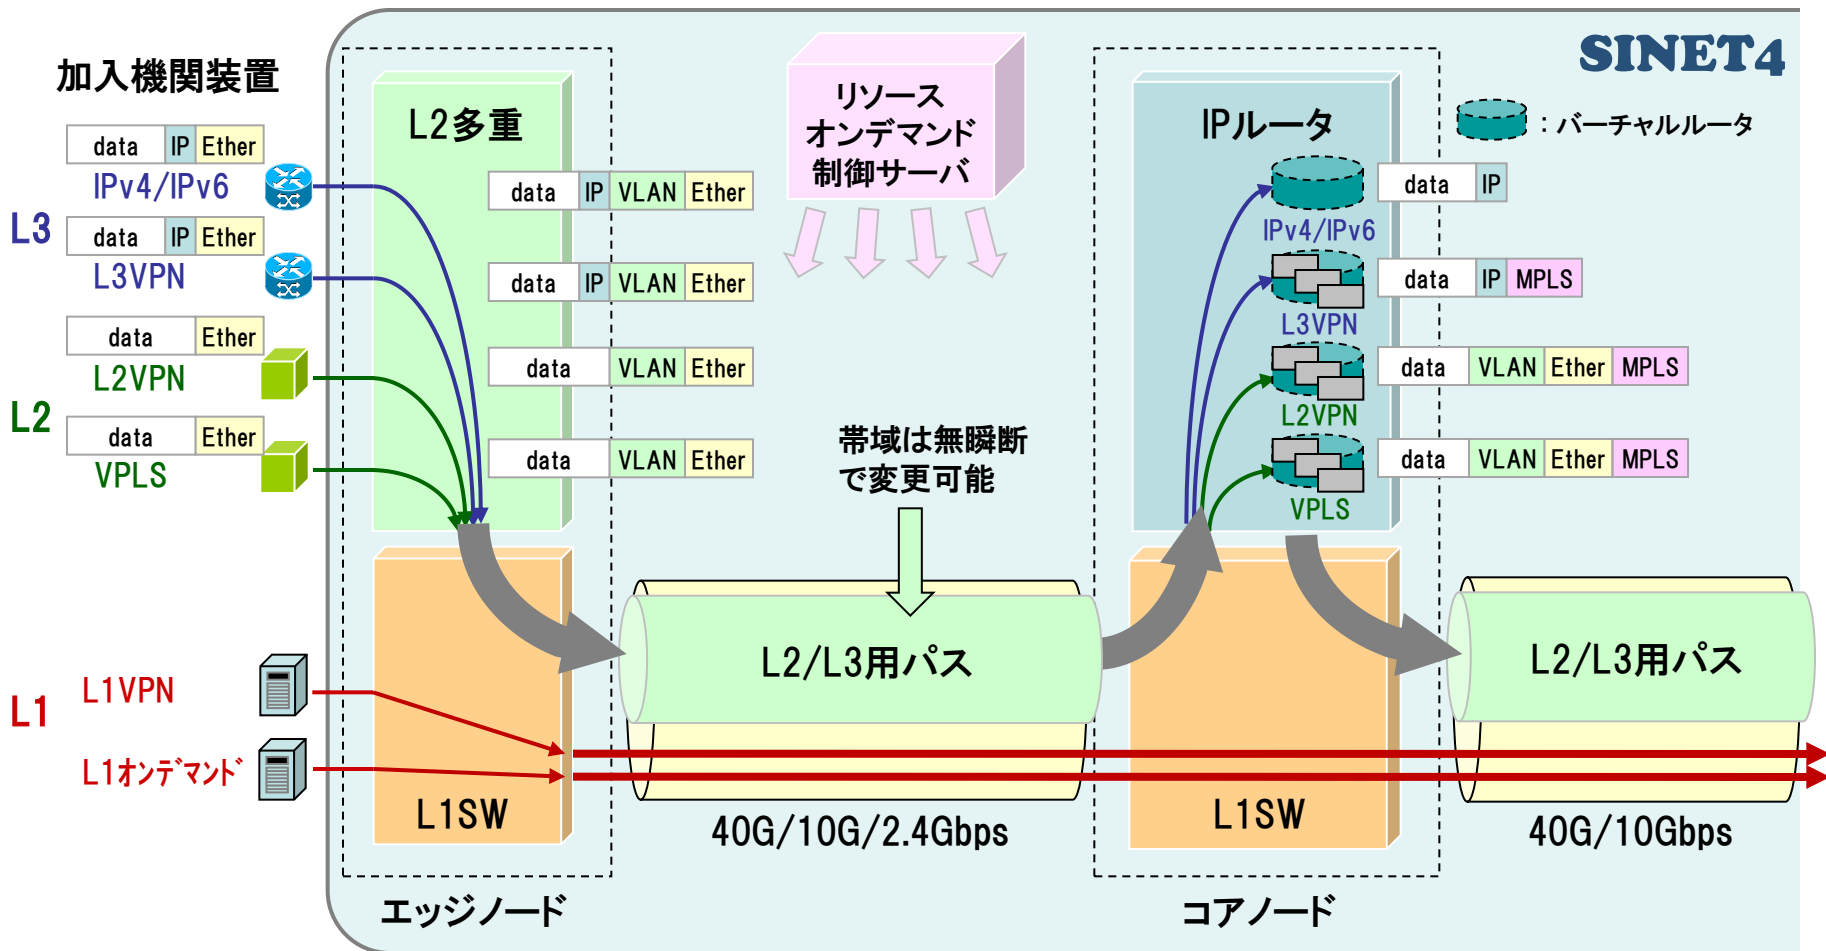 SINET4
加入機関装置
L2多重
リソース
オンデマンド
制御サーバ
IPルータ
: バーチャルルータ
data IP Ether
IPv4/IPv6
L3
data IP Ether
L3VPN
data Ether
L2VPN
L2
data Ether
VPLS
data IP VLAN Ether
data IP VLAN Ether
data VLAN Ether
data VLAN Ether
帯域は無瞬断
で変更可能
IPv4/IPv6
data IP
L3VPN
data IP MPLS
L2VPN
data VLAN Ether MPLS
VPLS
data VLAN Ether MPLS
L2/L3用パス
L2/L3用パス
L1
L1VPN
L1オンデマンド
L1SW
L1SW
40G/10G/2.4Gbps
40G/10Gbps
エッジノード
コアノード